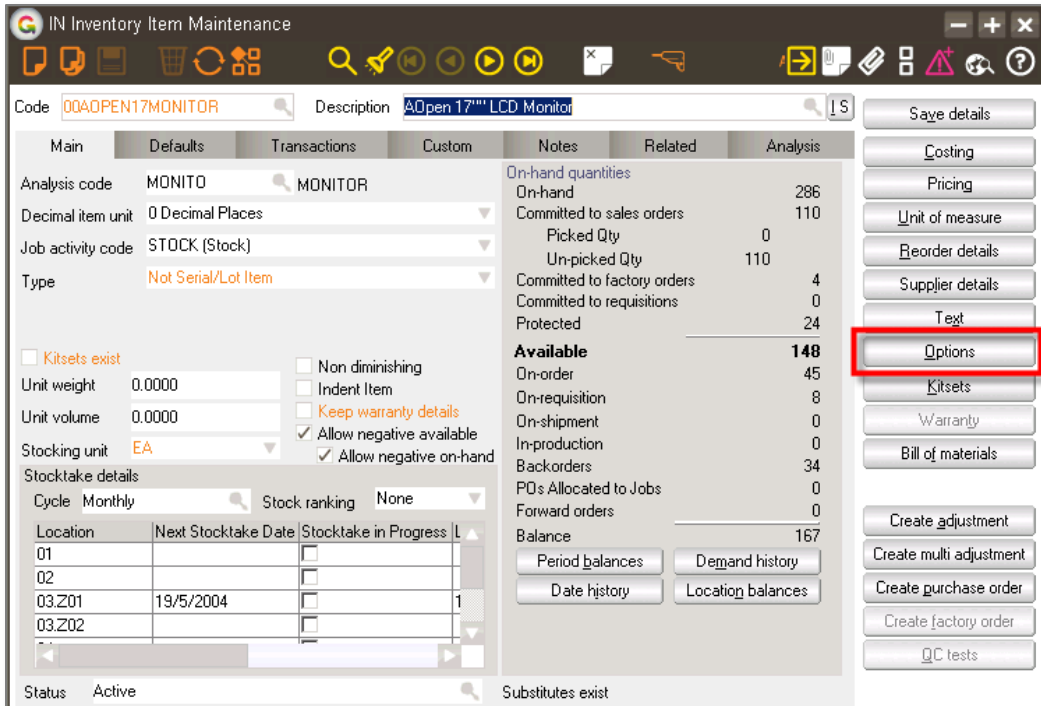 IN Inventory Item Maintenance
Code 00AOPEN17MONITOR Description AOpen 17"" LCD Monitor I S
Main Defaults Transactions Custom Notes Related Analysis
Analysis code MONITO MONITOR
Decimal item unit 0 Decimal Places
Job activity code STOCK (Stock)
Type Not Serial/Lot Item
Kitsets exist
Unit weight 0.0000
Unit volume 0.0000
Stocking unit EA
Non diminishing
Indent Item
Keep warranty details
Allow negative available
Allow negative on-hand
Stocktake details
Cycle Monthly Stock ranking None
Location Next Stocktake Date Stocktake in Progress L
01
02
03.Z01 19/5/2004 1
03.Z02
Status Active
On-hand quantities
On-hand 286
Committed to sales orders 110
Picked Qty 0
Un-picked Qty 110
Committed to factory orders 4
Committed to requisitions 0
Protected 24
Available 148
On-order 45
On-requisition 8
On-shipment 0
In-production 0
Backorders 34
POs Allocated to Jobs 0
Forward orders 0
Balance 167
Period balances Demand history
Date history Location balances
Substitutes exist
Save details
Costing
Pricing
Unit of measure
Reorder details
Supplier details
Text
Options
Kitsets
Warranty
Bill of materials
Create adjustment
Create multi adjustment
Create purchase order
Create factory order
QC tests